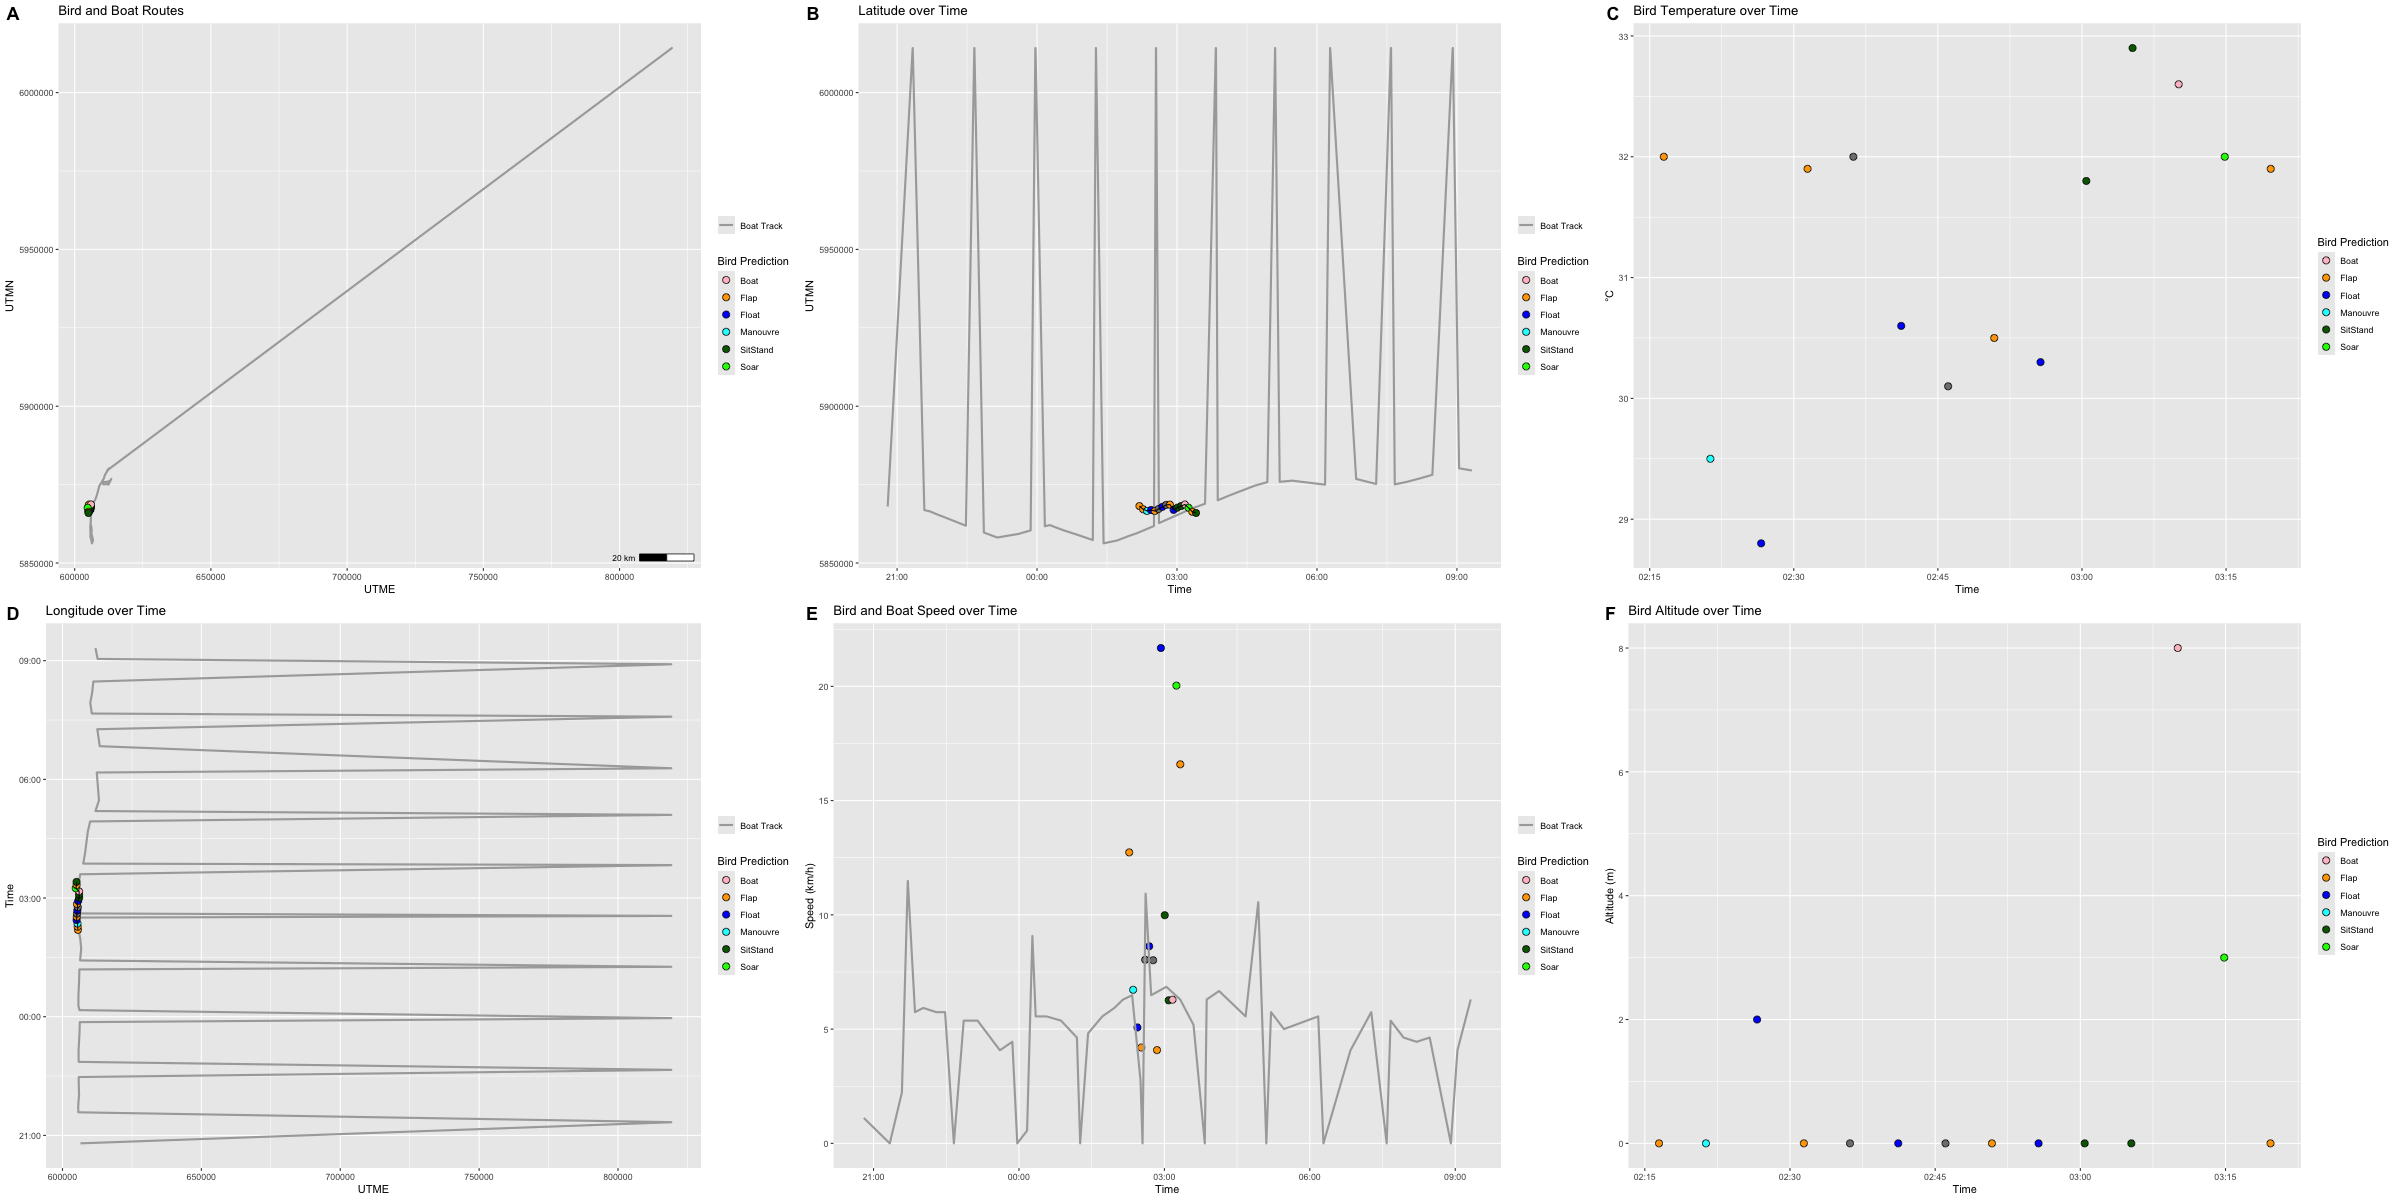 A Bird and Boat Routes
UTMN
6000000
5950000
5900000
5850000
600000 650000 700000 750000 800000
UTME
20 km
Boat Track
Bird Prediction
Boat
Flap
Float
Manouvre
SitStand
Soar
B Latitude over Time
UTMN
6000000
5950000
5900000
5850000
21:00 00:00 03:00 06:00 09:00
Time
Boat Track
Bird Prediction
Boat
Flap
Float
Manouvre
SitStand
Soar
C Bird Temperature over Time
°C
33
32
31
30
29
02:15 02:30 02:45 03:00 03:15
Time
Bird Prediction
Boat
Flap
Float
Manouvre
SitStand
Soar
D Longitude over Time
Time
09:00
06:00
03:00
00:00
21:00
600000 650000 700000 750000 800000
UTME
Boat Track
Bird Prediction
Boat
Flap
Float
Manouvre
SitStand
Soar
E Bird and Boat Speed over Time
Speed (km/h)
20
15
10
5
0
21:00 00:00 03:00 06:00 09:00
Time
Boat Track
Bird Prediction
Boat
Flap
Float
Manouvre
SitStand
Soar
F Bird Altitude over Time
Altitude (m)
8
6
4
2
0
02:15 02:30 02:45 03:00 03:15
Time
Bird Prediction
Boat
Flap
Float
Manouvre
SitStand
Soar